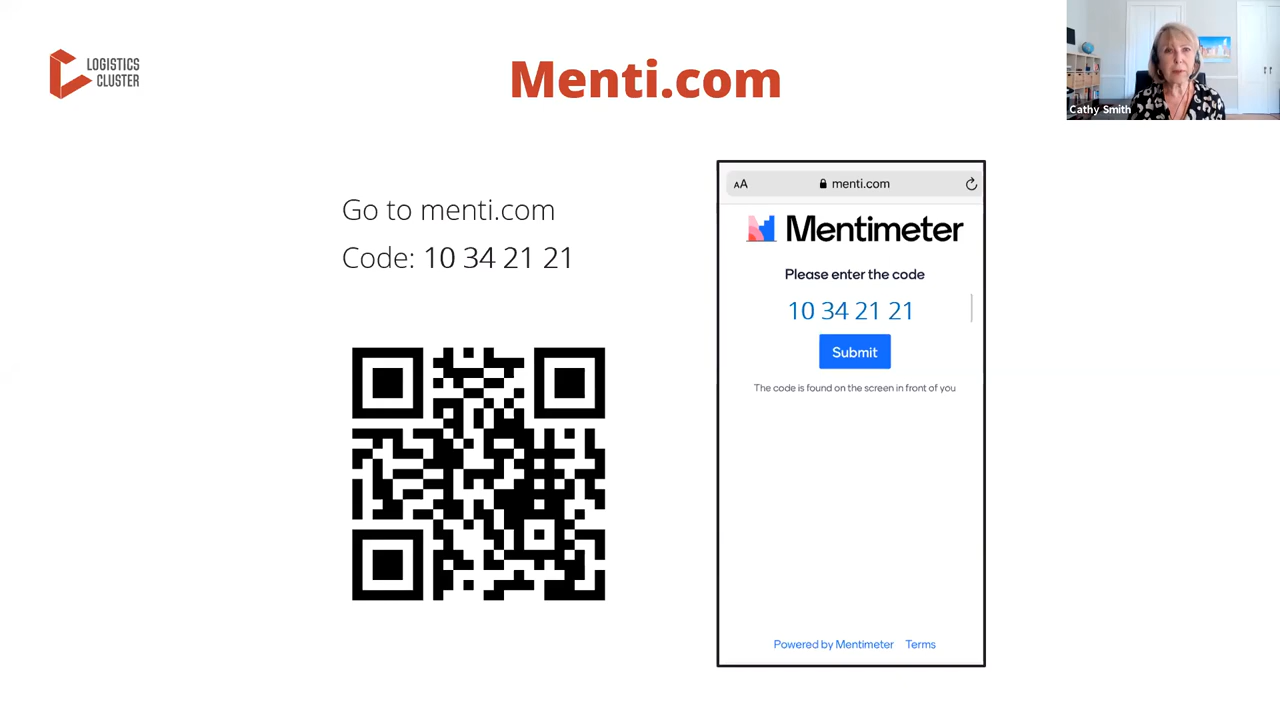 LOGISTICS
CLUSTER
Menti.com
Cathy Smith
Go to menti.com
Code: 10 34 21 21
AA
menti.com
Mentimeter
Please enter the code
10 34 21 21
Submit
The code is found on the screen in front of you
Powered by Mentimeter Terms